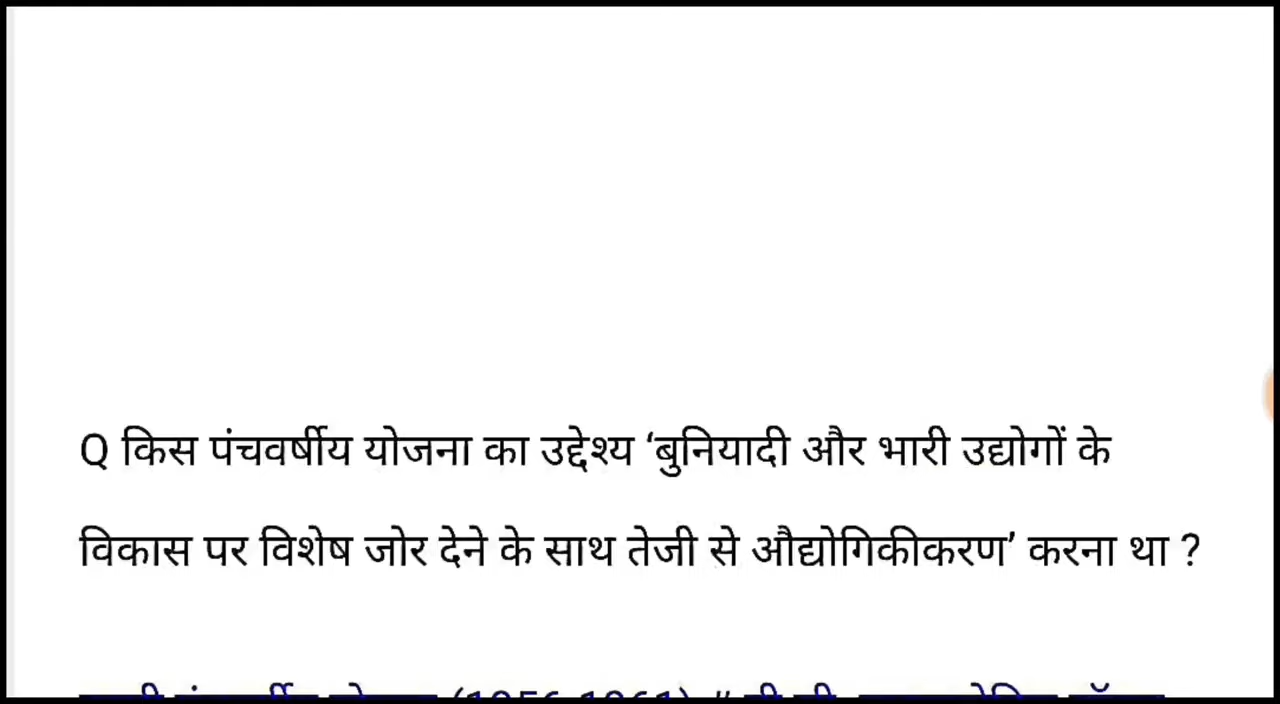 Q किस पंचवर्षीय योजना का उद्देश्य ‘बुनियादी और भारी उद्योगों के
विकास पर विशेष जोर देने के साथ तेजी से औद्योगिकीकरण’ करना था ?